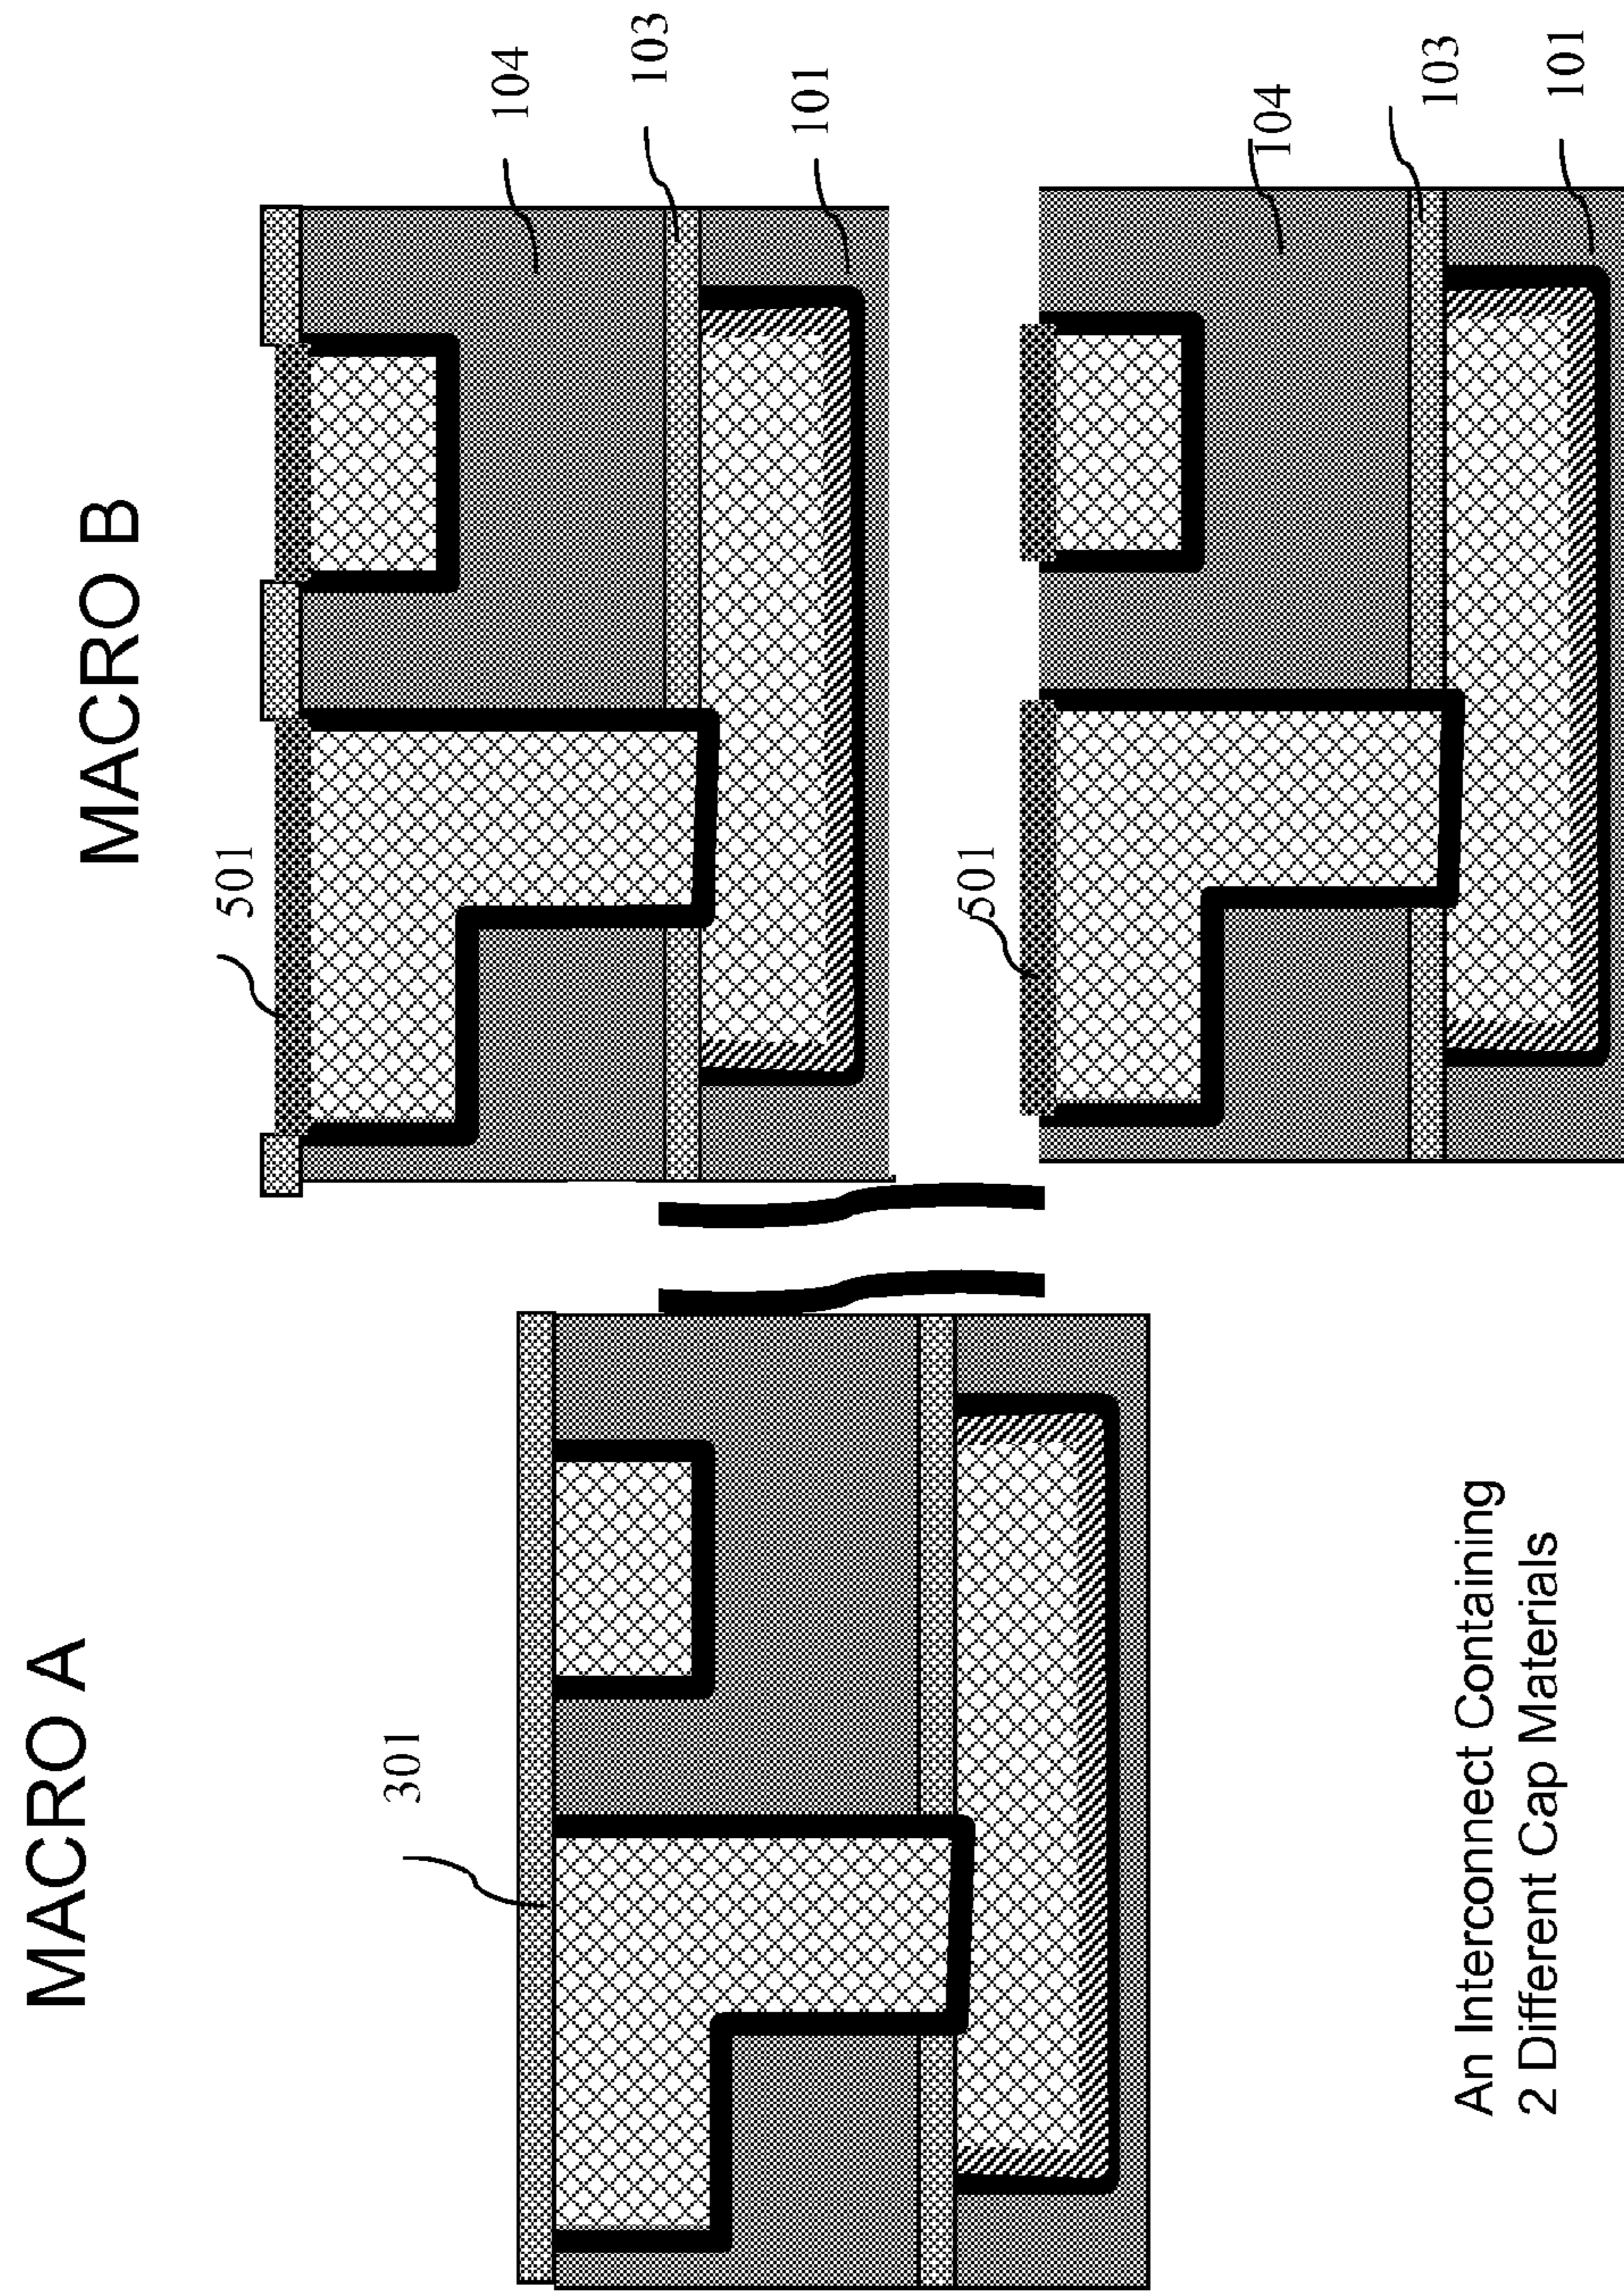 MACRO A
MACRO B
301
501
104
103
101
501
104
103
101
An Interconnect Containing
2 Different Cap Materials